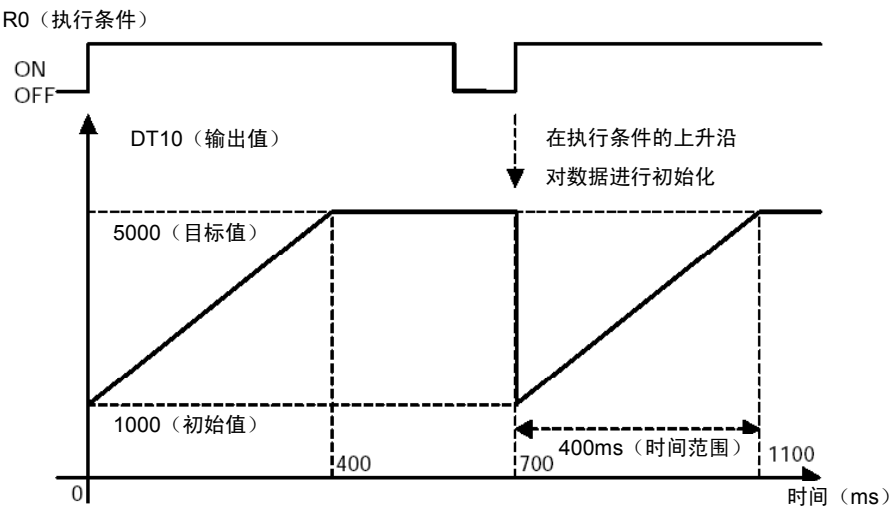 R0（执行条件）
ON
OFF
DT10（输出值）
在执行条件的上升沿
对数据进行初始化
5000（目标值）
1000（初始值）
400ms（时间范围）
400
700
1100
0
时间（ms）